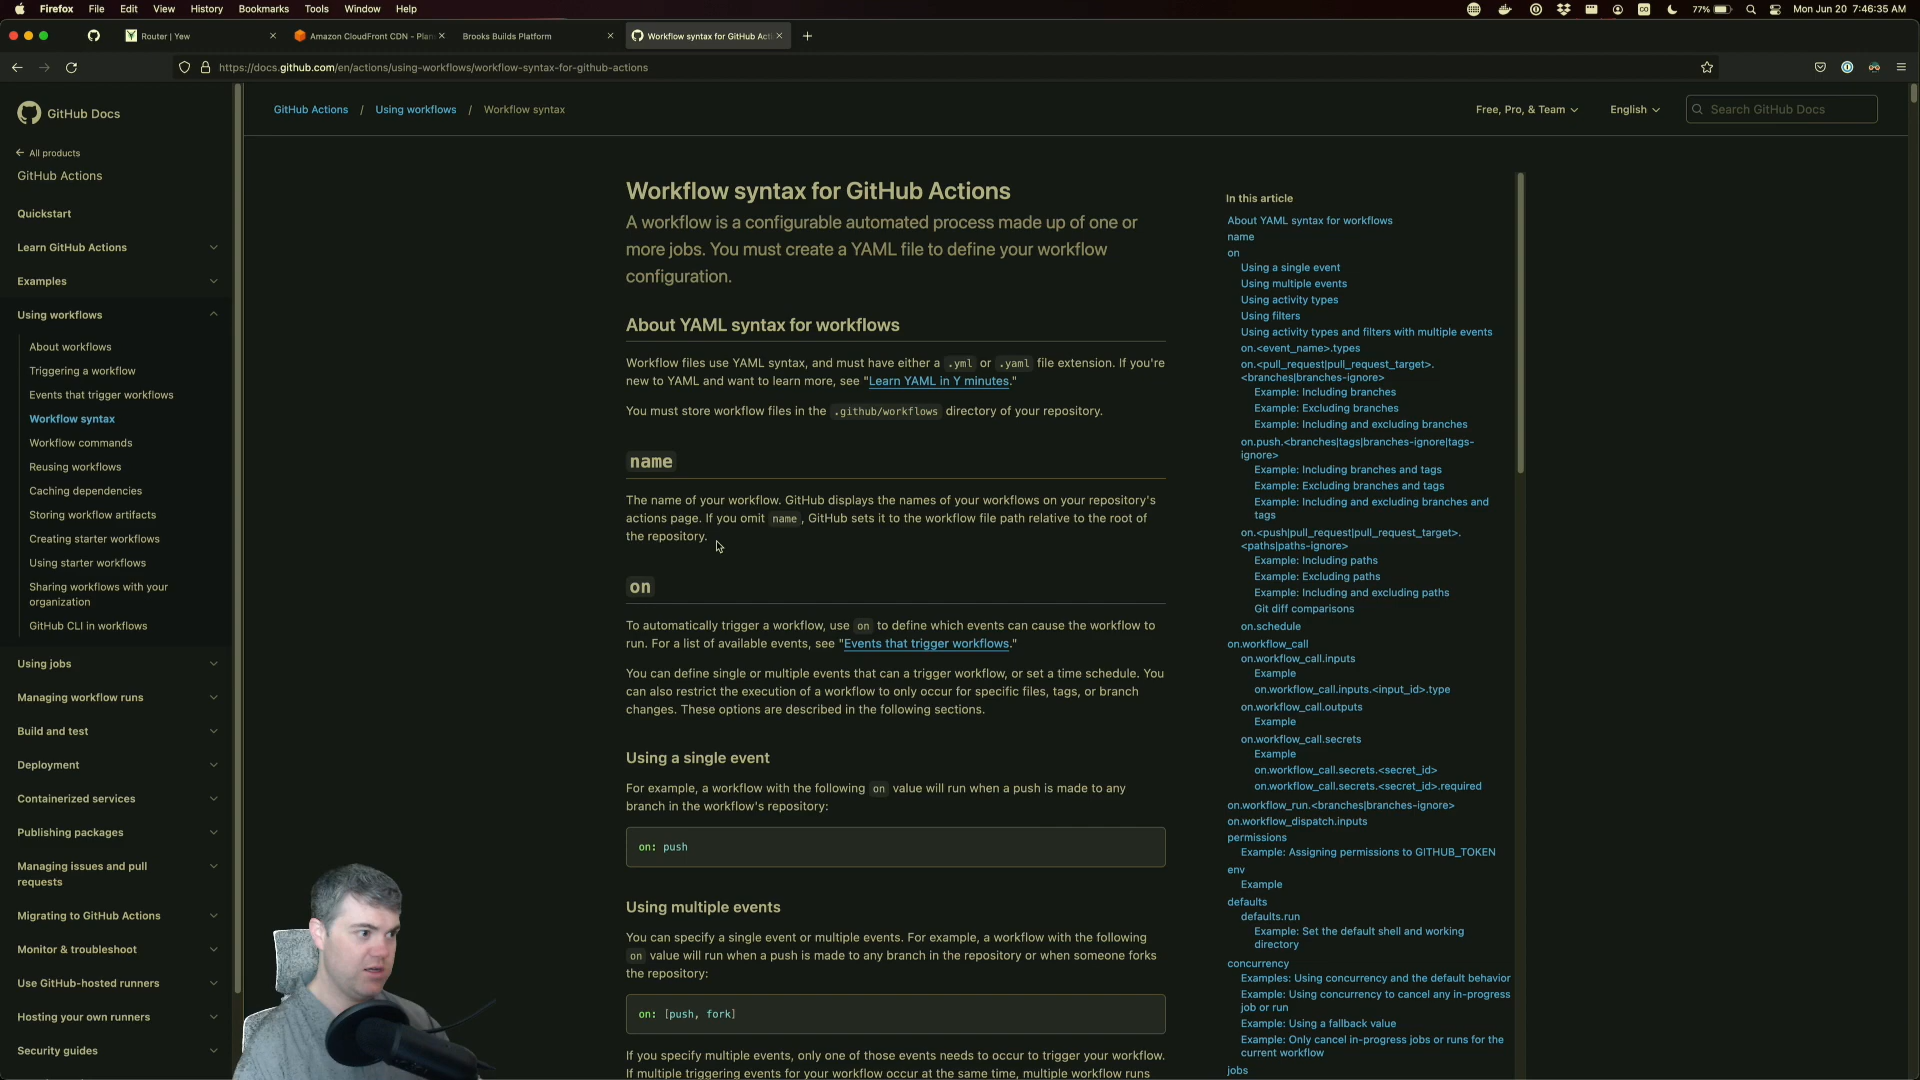 Firefox File Edit View History Bookmarks Tools Window Help
77% Mon Jun 20 7:46:35 AM
Router | Yew
Amazon CloudFront CDN - Plan
Brooks Builds Platform
Workflow syntax for GitHub Acti
https://docs.github.com/en/actions/using-workflows/workflow-syntax-for-github-actions
GitHub Docs
All products
GitHub Actions
Quickstart
Learn GitHub Actions
Examples
Using workflows
About workflows
Triggering a workflow
Events that trigger workflows
Workflow syntax
Workflow commands
Reusing workflows
Caching dependencies
Storing workflow artifacts
Creating starter workflows
Using starter workflows
Sharing workflows with your
organization
GitHub CLI in workflows
Using jobs
Managing workflow runs
Build and test
Deployment
Containerized services
Publishing packages
Managing issues and pull
requests
Migrating to GitHub Actions
Monitor & troubleshoot
Use GitHub-hosted runners
Hosting your own runners
Security guides
GitHub Actions / Using workflows / Workflow syntax
Free, Pro, & Team
English
Search GitHub Docs
Workflow syntax for GitHub Actions
A workflow is a configurable automated process made up of one or
more jobs. You must create a YAML file to define your workflow
configuration.
About YAML syntax for workflows
Workflow files use YAML syntax, and must have either a .yml or .yaml file extension. If you're
new to YAML and want to learn more, see "Learn YAML in Y minutes."
You must store workflow files in the .github/workflows directory of your repository.
name
The name of your workflow. GitHub displays the names of your workflows on your repository's
actions page. If you omit name, GitHub sets it to the workflow file path relative to the root of
the repository.
on
To automatically trigger a workflow, use on to define which events can cause the workflow to
run. For a list of available events, see "Events that trigger workflows."
You can define single or multiple events that can a trigger workflow, or set a time schedule. You
can also restrict the execution of a workflow to only occur for specific files, tags, or branch
changes. These options are described in the following sections.
Using a single event
For example, a workflow with the following on value will run when a push is made to any
branch in the workflow's repository:
on: push
Using multiple events
You can specify a single event or multiple events. For example, a workflow with the following
on value will run when a push is made to any branch in the repository or when someone forks
the repository:
on: [push, fork]
If you specify multiple events, only one of those events needs to occur to trigger your workflow.
If multiple triggering events for your workflow occur at the same time, multiple workflow runs
In this article
About YAML syntax for workflows
name
on
Using a single event
Using multiple events
Using activity types
Using filters
Using activity types and filters with multiple events
on.<event_name>.types
on.<pull_request|pull_request_target>.
<branches|branches-ignore>
Example: Including branches
Example: Excluding branches
Example: Including and excluding branches
on.push.<branches|tags|branches-ignore|tags-
ignore>
Example: Including branches and tags
Example: Excluding branches and tags
Example: Including and excluding branches and
tags
on.<push|pull_request|pull_request_target>.
<paths|paths-ignore>
Example: Including paths
Example: Excluding paths
Example: Including and excluding paths
Git diff comparisons
on.schedule
on.workflow_call
on.workflow_call.inputs
Example
on.workflow_call.inputs.<input_id>.type
on.workflow_call.outputs
Example
on.workflow_call.secrets
Example
on.workflow_call.secrets.<secret_id>
on.workflow_call.secrets.<secret_id>.required
on.workflow_run.<branches|branches-ignore>
on.workflow_dispatch.inputs
permissions
Example: Assigning permissions to GITHUB_TOKEN
env
Example
defaults
defaults.run
Example: Set the default shell and working
directory
concurrency
Examples: Using concurrency and the default behavior
Example: Using concurrency to cancel any in-progress
job or run
Example: Using a fallback value
Example: Only cancel in-progress jobs or runs for the
current workflow
jobs